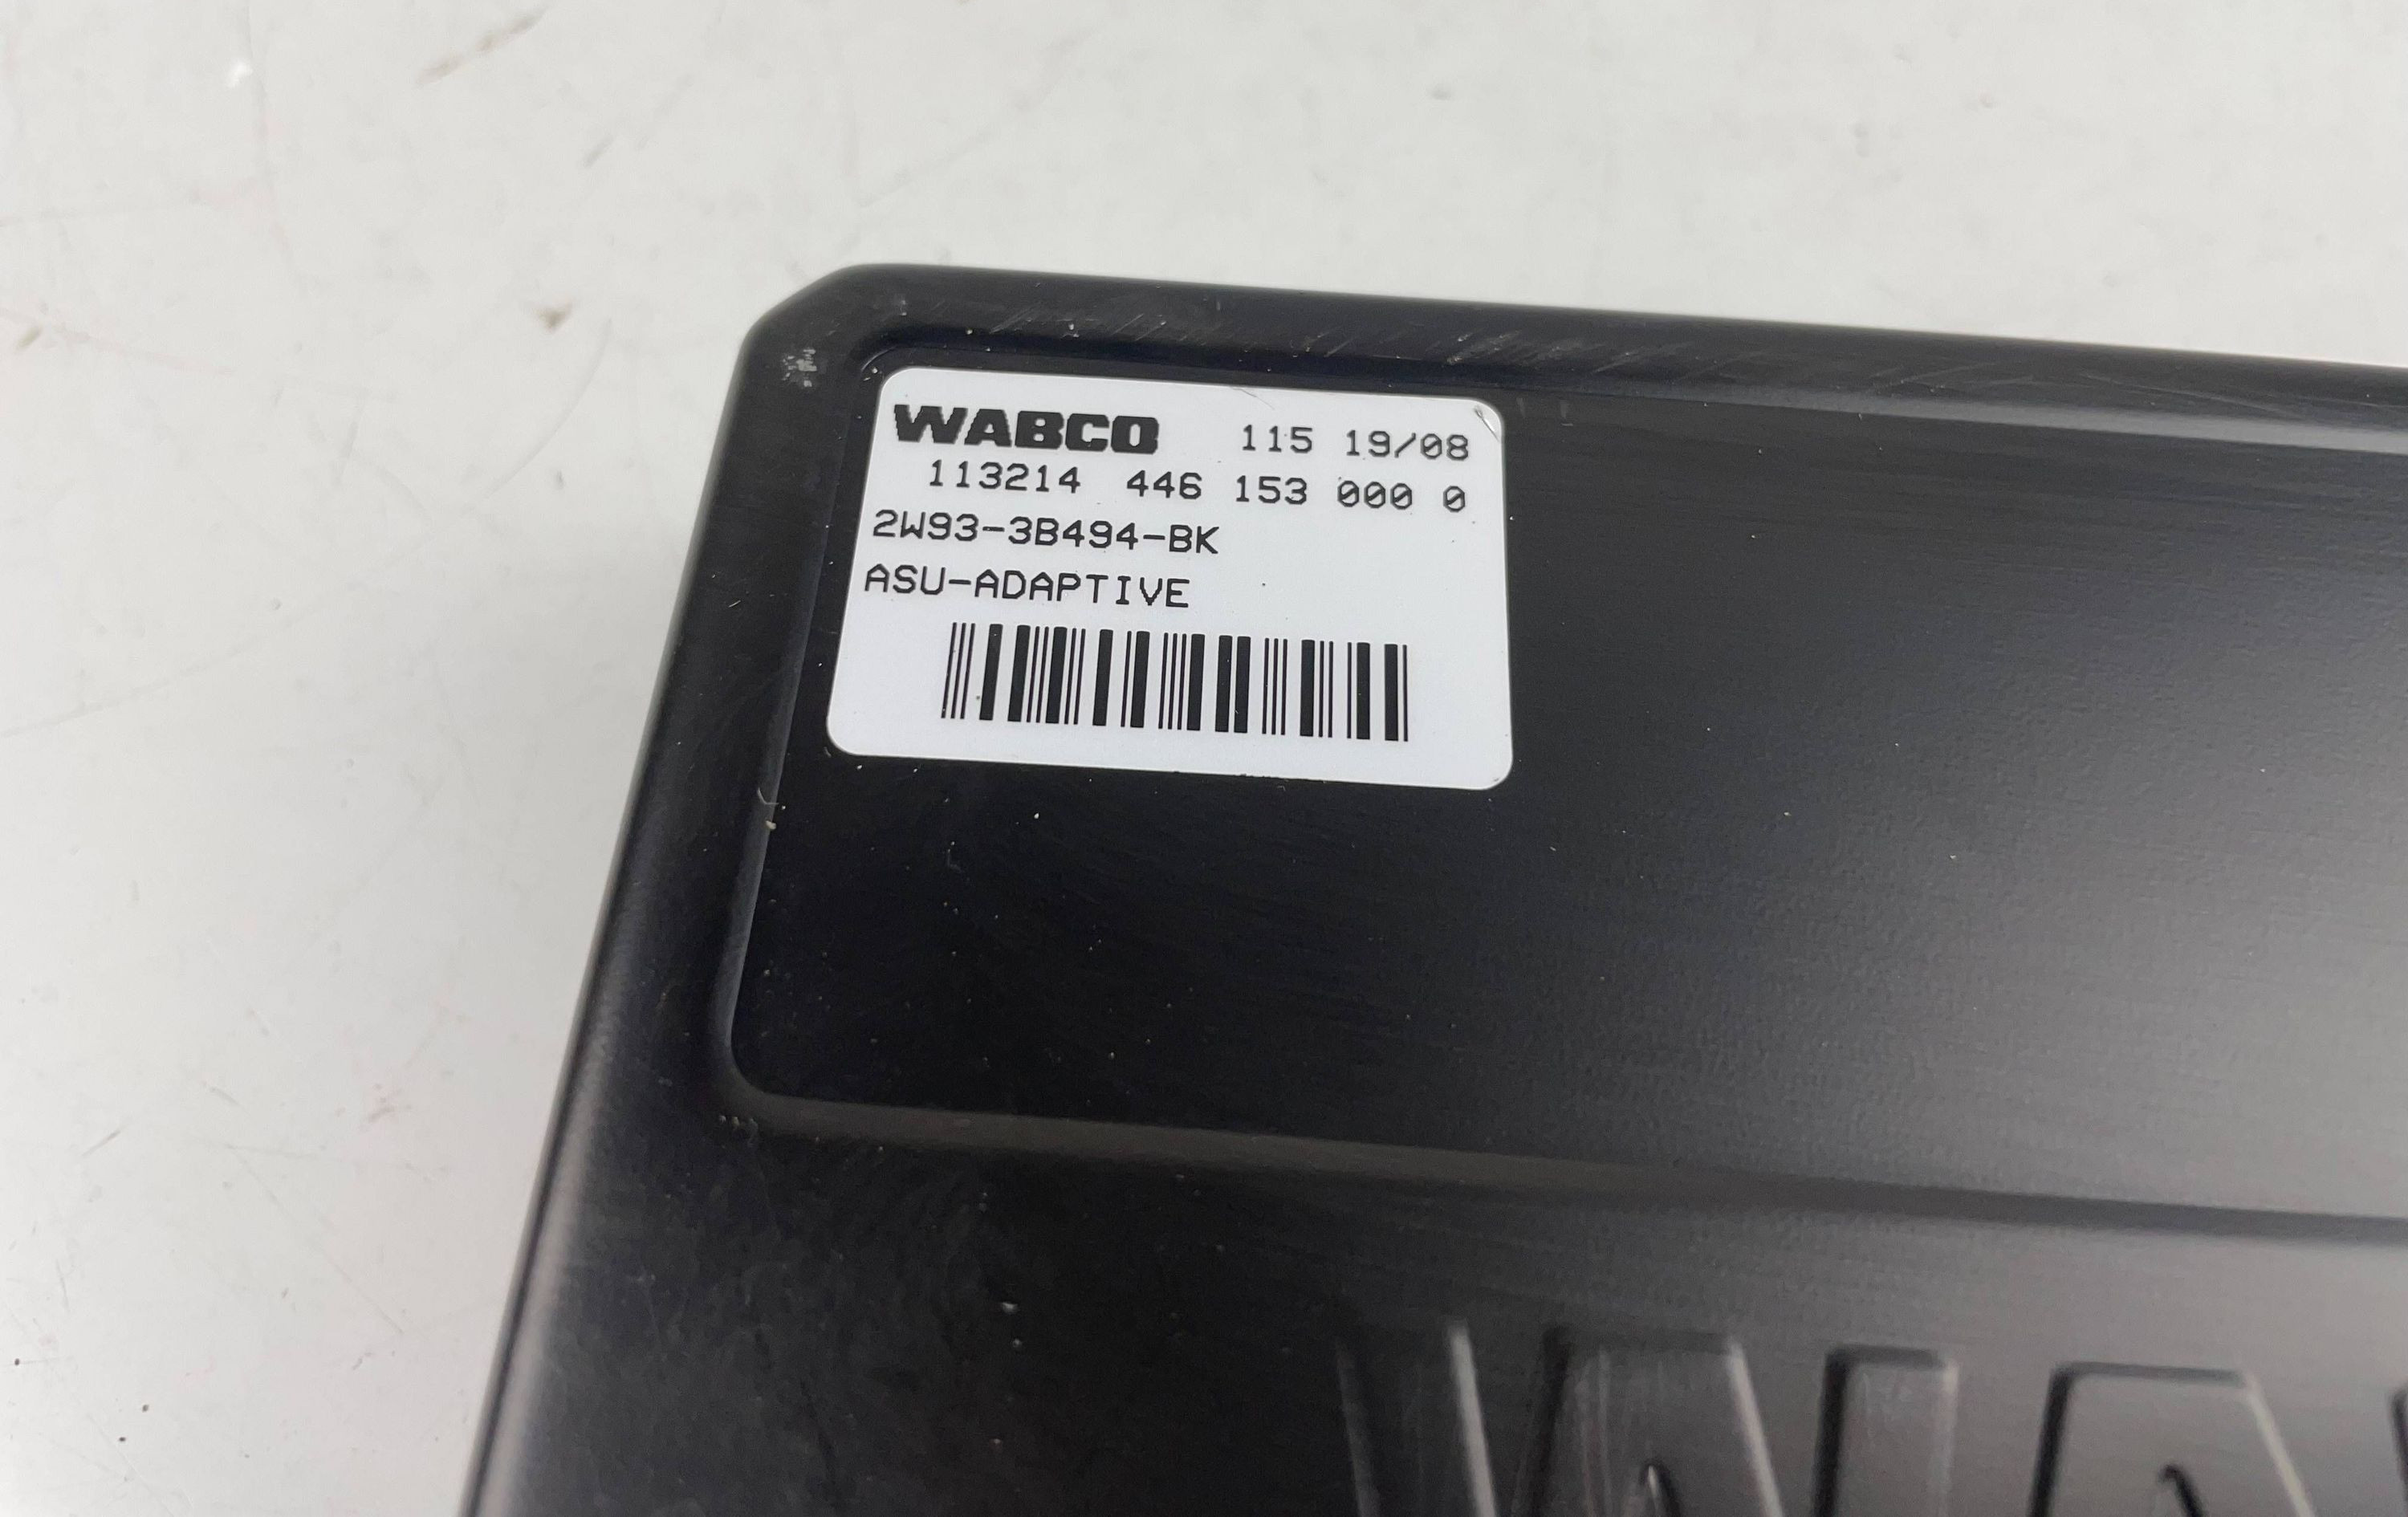 WABCO 115 19/08
113214 446 153 000 0
2W93-3B494-BK
ASU-ADAPTIVE